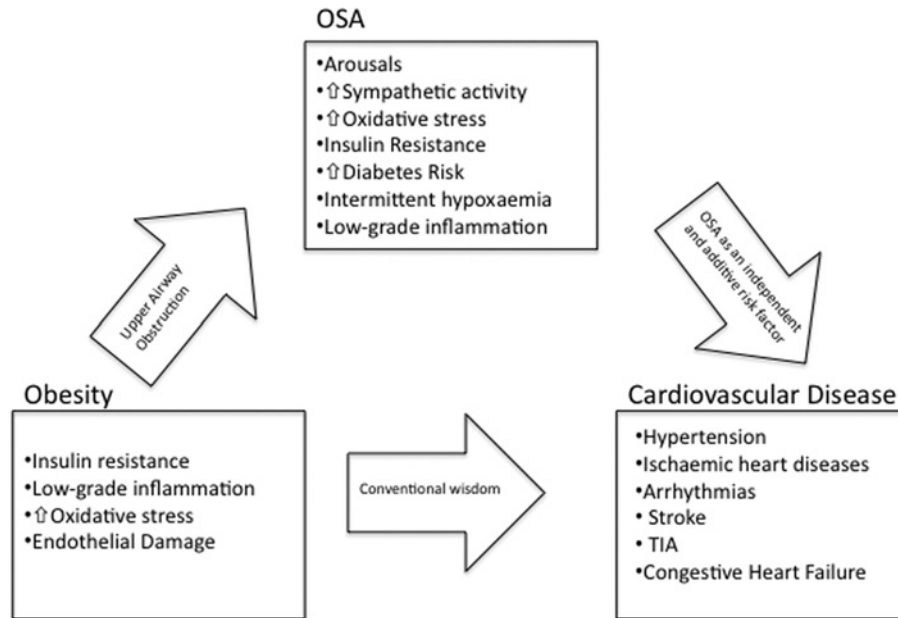 OSA
•Arousals
•⇧Sympathetic activity
•⇧Oxidative stress
•Insulin Resistance
•⇧Diabetes Risk
•Intermittent hypoxaemia
•Low-grade inflammation
Upper Airway
Obstruction
OSA as an independent
and additive risk factor
Obesity
•Insulin resistance
•Low-grade inflammation
•⇧Oxidative stress
•Endothelial Damage
Conventional wisdom
Cardiovascular Disease
•Hypertension
•Ischaemic heart diseases
•Arrhythmias
• Stroke
• TIA
•Congestive Heart Failure